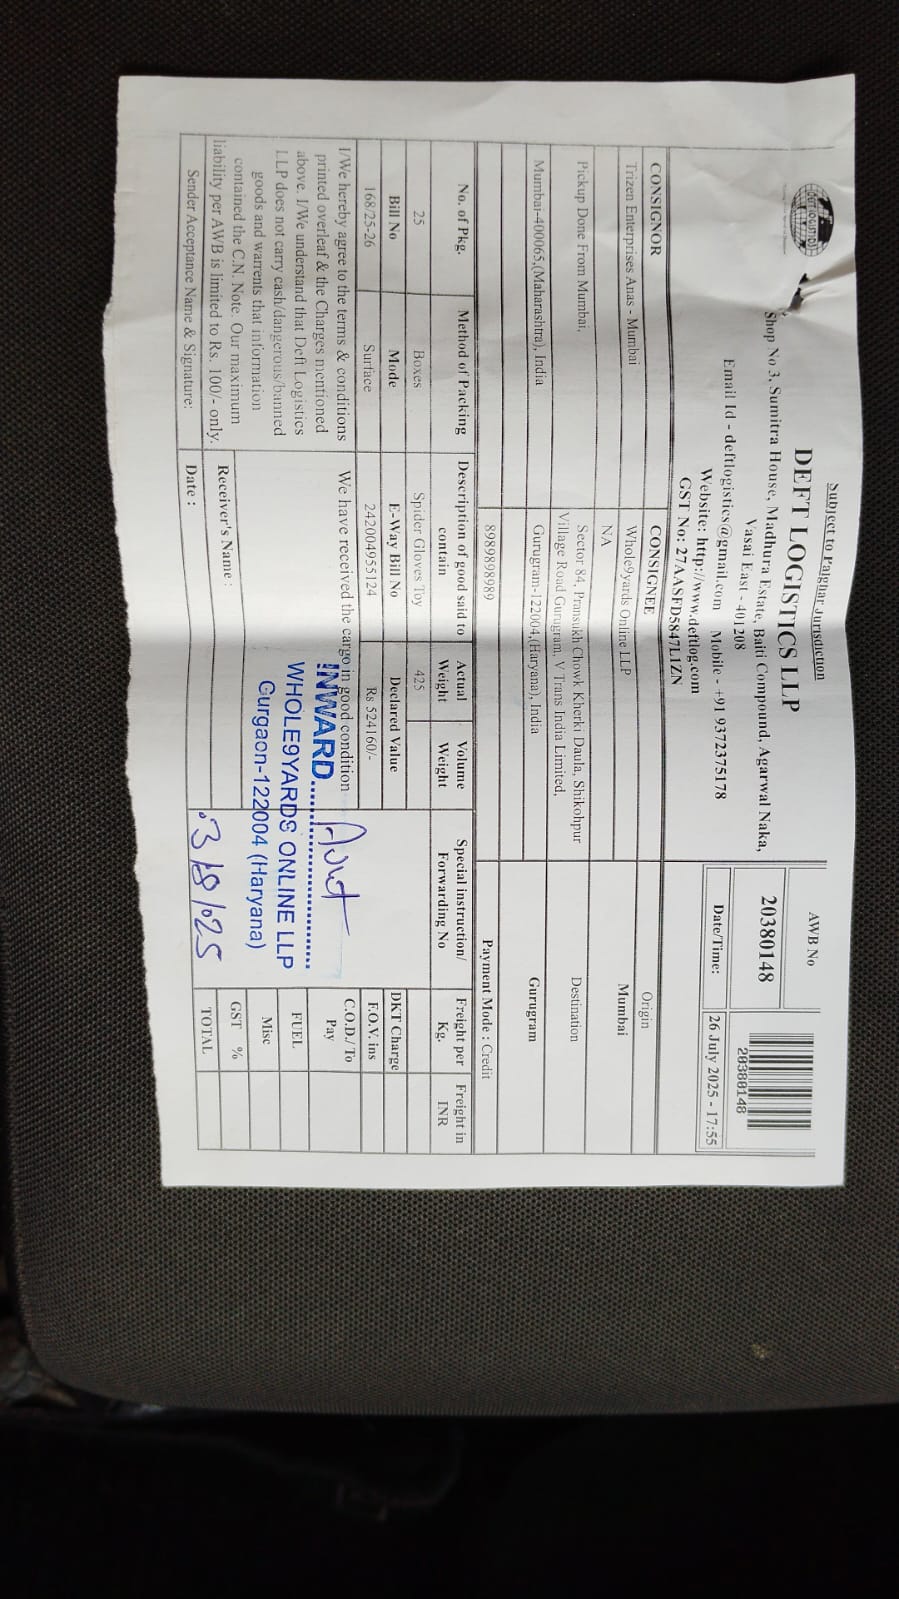 Subject to Palghar Jurisdiction
DEFT LOGISTICS LLP
Shop No 3, Sumitra House, Madhura Estate, Baiti Compound, Agarwal Naka,
Vasai East - 401208
Email Id - deftlogistics@gmail.com Mobile - +91 9372375178
Website: http://www.deftlog.com
GST No: 27AASFD5847L1ZN
AWB No
20380148
20380148
Date/Time: 26 July 2025 - 17:55
CONSIGNOR CONSIGNEE Origin
Trizen Enterprises Anas - Mumbai Whole9yards Online LLP Mumbai
NA
Pickup Done From Mumbai, Sector 84, Pransukh Chowk Kherki Daula, Shikohpur Destination
Village Road Gurugram, V Trans India Limited,
Mumbai-400065,(Maharashtra), India Gurugram-122004,(Haryana), India Gurugram
8989898989 Payment Mode : Credit
No. of Pkg. Method of Packing Description of good said to contain Actual Weight Volume Weight Special instruction/ Forwarding No Freight per Kg. Freight in INR
25 Boxes Spider Gloves Toy 425
Bill No Mode E-Way Bill No Declared Value DKT Charge
168/25-26 Surface 242004955124 Rs 524160/- F.O.V. ins
I/We hereby agree to the terms & conditions
printed overleaf & the Charges mentioned
above. I/We understand that Deft Logistics
LLP does not carry cash/dangerous/banned
goods and warrents that information
contained the C.N. Note. Our maximum
liability per AWB is limited to Rs. 100/- only.
Sender Acceptance Name & Signature:
We have received the cargo in good condition
INWARD
WHOLE9YARDS ONLINE LLP
Gurgaon-122004 (Haryana)
Receiver's Name :
Date :
C.O.D./ To Pay
FUEL
Misc
GST %
TOTAL